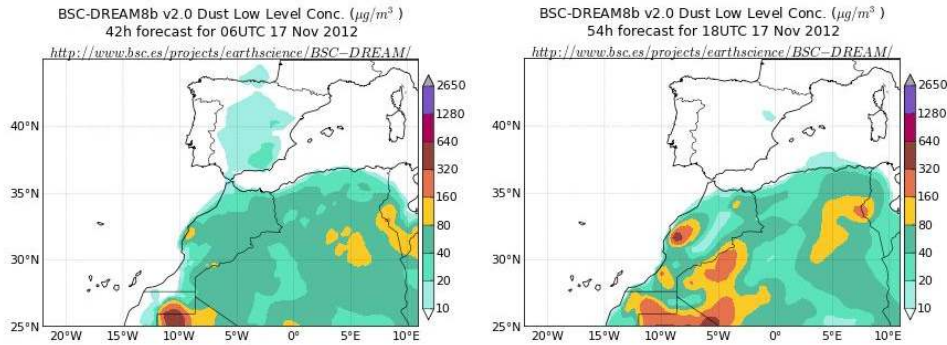 BSC-DREAM8b v2.0 Dust Low Level Conc. (μg/m³ )
42h forecast for 06UTC 17 Nov 2012
http://www.bsc.es/projects/earthscience/BSC−DREAM/
2650
1280
640
320
160
80
40
20
10
40°N
35°N
30°N
25°N
20°W
15°W
10°W
5°W
0°E
5°E
10°E
BSC-DREAM8b v2.0 Dust Low Level Conc. (μg/m³ )
54h forecast for 18UTC 17 Nov 2012
http://www.bsc.es/projects/earthscience/BSC−DREAM/
2650
1280
640
320
160
80
40
20
10
40°N
35°N
30°N
25°N
20°W
15°W
10°W
5°W
0°E
5°E
10°E